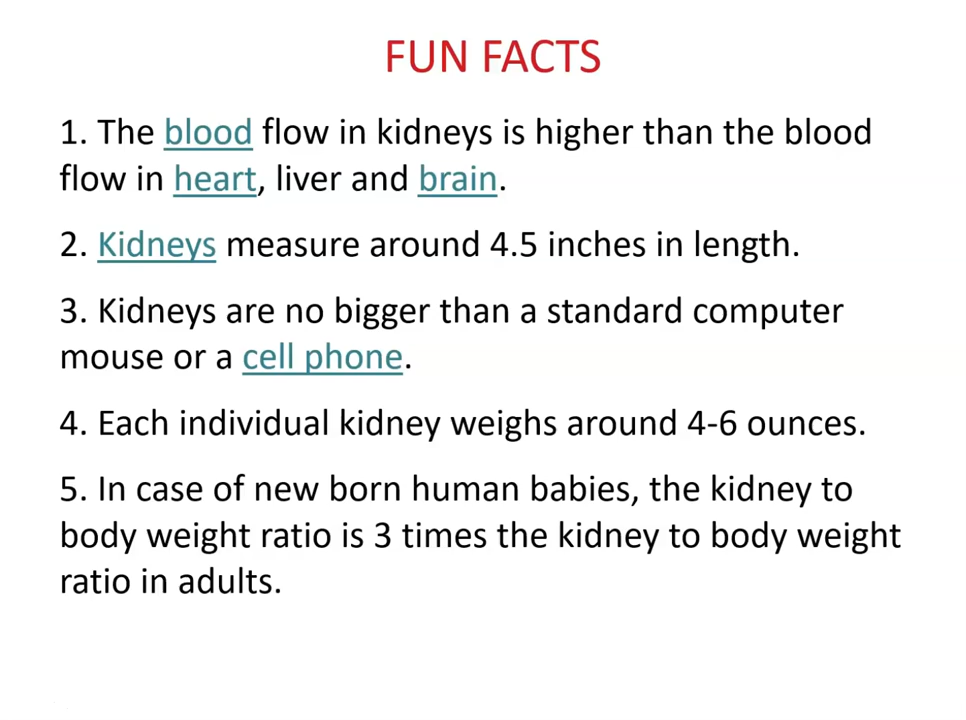 FUN FACTS
1. The blood flow in kidneys is higher than the blood
flow in heart, liver and brain.
2. Kidneys measure around 4.5 inches in length.
3. Kidneys are no bigger than a standard computer
mouse or a cell phone.
4. Each individual kidney weighs around 4-6 ounces.
5. In case of new born human babies, the kidney to
body weight ratio is 3 times the kidney to body weight
ratio in adults.